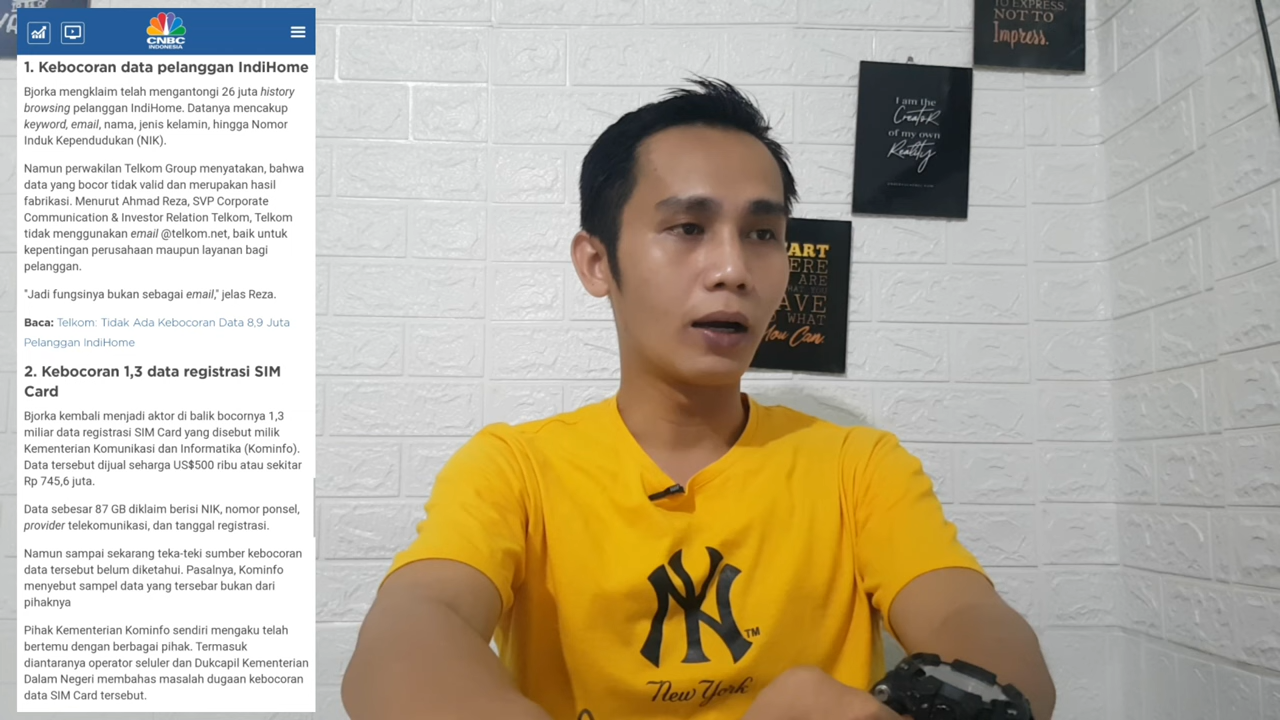 CNBC
INDONESIA
1. Kebocoran data pelanggan IndiHome
Bjorka mengklaim telah mengantongi 26 juta history
browsing pelanggan IndiHome. Datanya mencakup
keyword, email, nama, jenis kelamin, hingga Nomor
Induk Kependudukan (NIK).
Namun perwakilan Telkom Group menyatakan, bahwa
data yang bocor tidak valid dan merupakan hasil
fabrikasi. Menurut Ahmad Reza, SVP Corporate
Communication & Investor Relation Telkom, Telkom
tidak menggunakan email @telkom.net, baik untuk
kepentingan perusahaan maupun layanan bagi
pelanggan.
"Jadi fungsinya bukan sebagai email," jelas Reza.
Baca: Telkom: Tidak Ada Kebocoran Data 8,9 Juta
Pelanggan IndiHome
2. Kebocoran 1,3 data registrasi SIM
Card
Bjorka kembali menjadi aktor di balik bocornya 1,3
miliar data registrasi SIM Card yang disebut milik
Kementerian Komunikasi dan Informatika (Kominfo).
Data tersebut dijual seharga US$500 ribu atau sekitar
Rp 745,6 juta.
Data sebesar 87 GB diklaim berisi NIK, nomor ponsel,
provider telekomunikasi, dan tanggal registrasi.
Namun sampai sekarang teka-teki sumber kebocoran
data tersebut belum diketahui. Pasalnya, Kominfo
menyebut sampel data yang tersebar bukan dari
pihaknya
Pihak Kementerian Kominfo sendiri mengaku telah
bertemu dengan berbagai pihak. Termasuk
diantaranya operator seluler dan Dukcapil Kementerian
Dalam Negeri membahas masalah dugaan kebocoran
data SIM Card tersebut.
TO EXPRESS.
NOT TO
Impress.
I am the
Creator
of my own
Reality
START
HERE
ARE
WHAT YOU
HAVE
DO WHAT
You Can.
NY
TM
New York